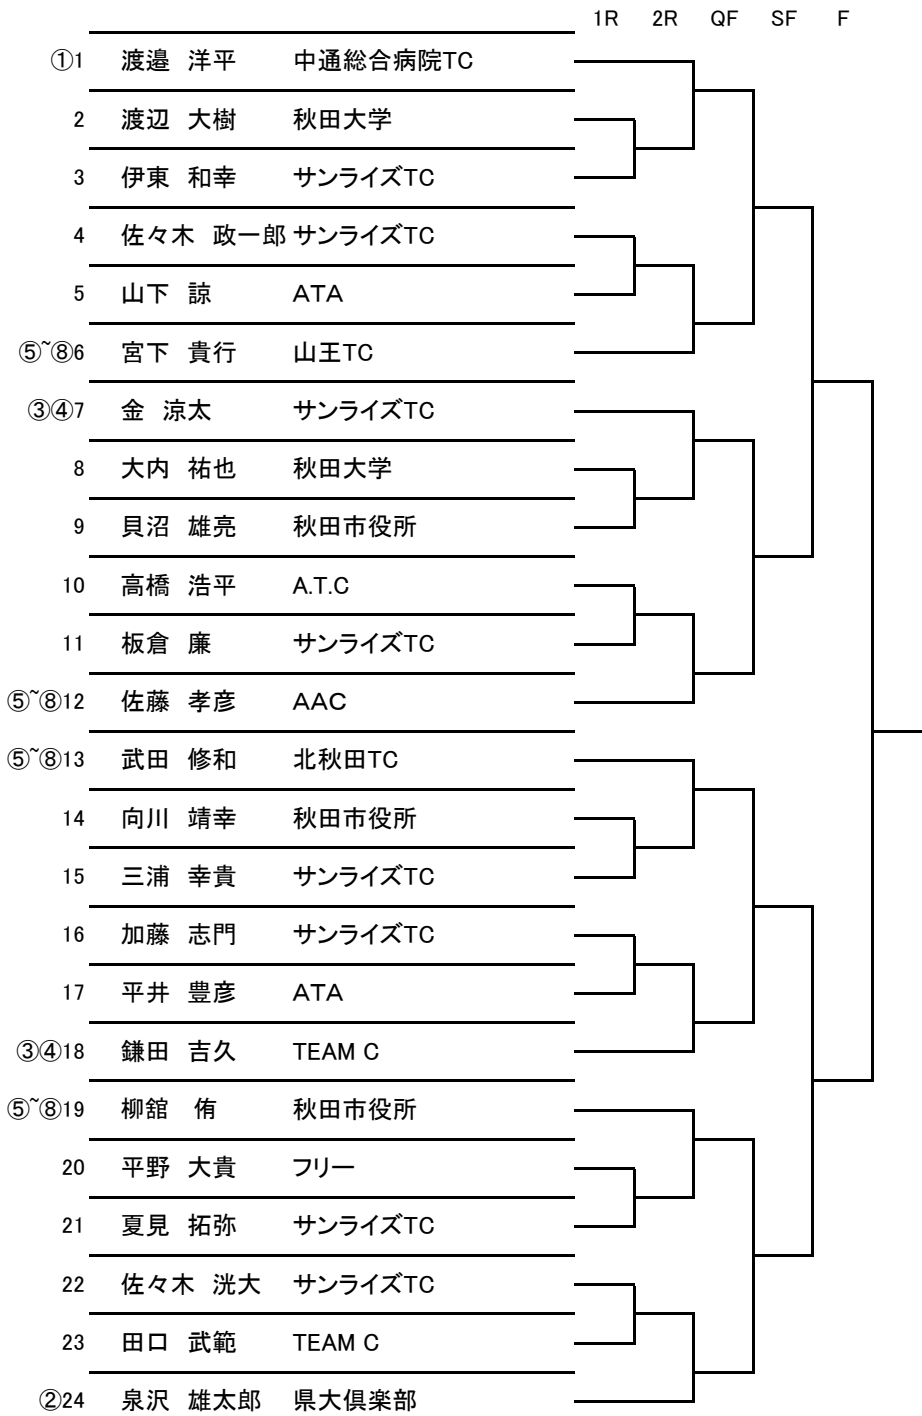 1R 2R QF SF F
①1 渡邉 洋平 中通総合病院TC
2 渡辺 大樹 秋田大学
3 伊東 和幸 サンライズTC
4 佐々木 政一郎 サンライズTC
5 山下 諒 ATA
⑤~⑧6 宮下 貴行 山王TC
③④7 金 涼太 サンライズTC
8 大内 祐也 秋田大学
9 貝沼 雄亮 秋田市役所
10 高橋 浩平 A.T.C
11 板倉 廉 サンライズTC
⑤~⑧12 佐藤 孝彦 AAC
⑤~⑧13 武田 修和 北秋田TC
14 向川 靖幸 秋田市役所
15 三浦 幸貴 サンライズTC
16 加藤 志門 サンライズTC
17 平井 豊彦 ATA
③④18 鎌田 吉久 TEAM C
⑤~⑧19 柳舘 侑 秋田市役所
20 平野 大貴 フリー
21 夏見 拓弥 サンライズTC
22 佐々木 洸大 サンライズTC
23 田口 武範 TEAM C
②24 泉沢 雄太郎 県大倶楽部